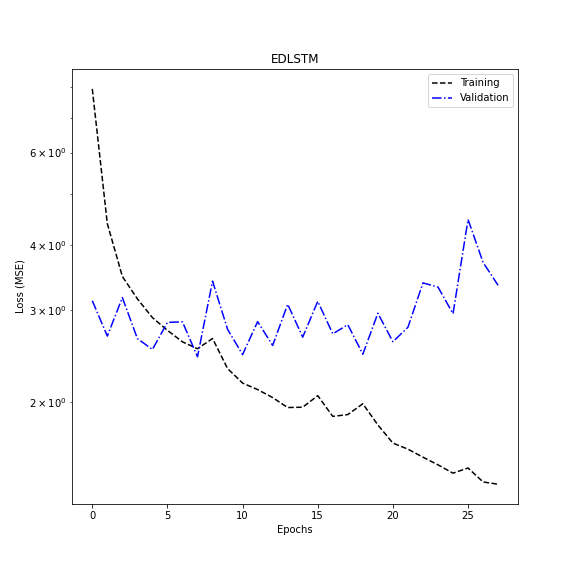 EDLSTM
Training
Validation
Loss (MSE)
6 × 10⁰
4 × 10⁰
3 × 10⁰
2 × 10⁰
0 5 10 15 20 25
Epochs